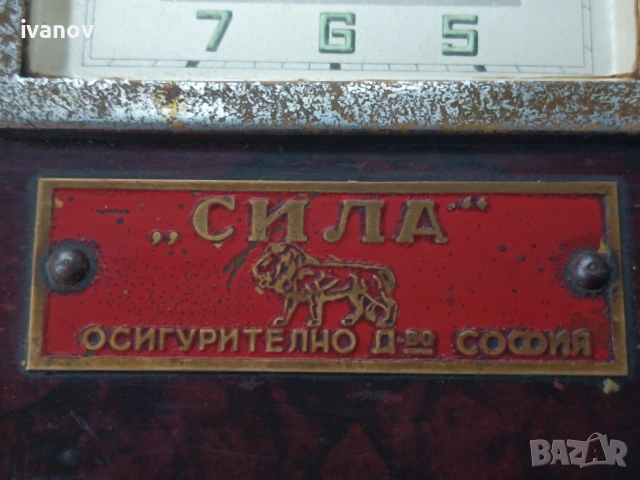 ivanov
7 6 5
„СИЛА“
ОСИГУРИТЕЛНО Д-ВО СОФИЯ
BAZAR